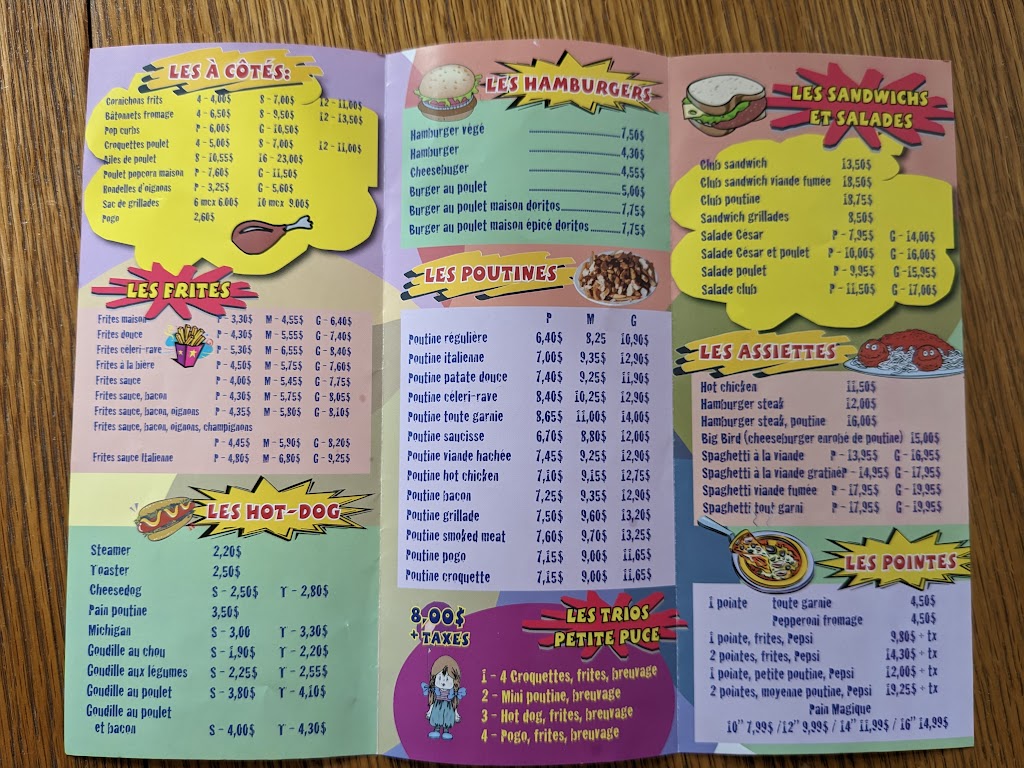 LES À CÔTÉS:
Cornichons frits 4 - 4,00$ 8 - 7,00$ 12 - 11,00$
Bâtonnets fromage 4 - 6,50$ 8 - 9,50$ 12 - 13,50$
Pop curbs P - 6,00$ G - 10,50$
Croquettes poulet 4 - 5,00$ 8 - 7,00$ 12 - 11,00$
Ailes de poulet 8 - 10,55$ 16 - 23,00$
Poulet popcorn maison P - 7,60$ G - 11,50$
Rondelles d'oignons P - 3,25$ G - 5,60$
Sac de grillades 6 mcx 6.00$ 10 mcx 9.00$
Pogo 2,60$
LES FRITES
Frites maison P - 3,30$ M - 4,55$ G - 6,40$
Frites douce P - 4,30$ M - 5,55$ G - 7,40$
Frites céleri-rave P - 5,30$ M - 6,55$ G - 8,40$
Frites à la bière P - 4,50$ M - 5,75$ G - 7,60$
Frites sauce P - 4,00$ M - 5,45$ G - 7,75$
Frites sauce, bacon P - 4,30$ M - 5,75$ G - 8,05$
Frites sauce, bacon, oignons P - 4,35$ M - 5,80$ G - 8,10$
Frites sauce, bacon, oignons, champignons
P - 4,45$ M - 5,90$ G - 8,20$
Frites sauce Italienne P - 4,80$ M - 6,80$ G - 9,25$
LES HOT-DOG
Steamer 2,20$
Toaster 2,50$
Cheesedog S - 2,50$ T - 2,80$
Pain poutine 3,50$
Michigan S - 3,00 T - 3,30$
Goudille au chou S - 1,90$ T - 2,20$
Goudille aux légumes S - 2,25$ T - 2,55$
Goudille au poulet S - 3,80$ T - 4,10$
Goudille au poulet
et bacon S - 4,00$ T - 4,30$
LES HAMBURGERS
Hamburger végé ........ 7,50$
Hamburger ........ 4,30$
Cheeseburger ........ 4,55$
Burger au poulet ........ 5,00$
Burger au poulet maison doritos ........ 7,75$
Burger au poulet maison épicé doritos ........ 7,75$
LES POUTINES
P M G
Poutine régulière 6,40$ 8,25 10,90$
Poutine italienne 7,00$ 9,35$ 12,90$
Poutine patate douce 7,40$ 9,25$ 11,90$
Poutine céleri-rave 8,40$ 10,25$ 12,90$
Poutine toute garnie 8,65$ 11,00$ 14,00$
Poutine saucisse 6,70$ 8,80$ 12,00$
Poutine viande hachée 7,45$ 9,25$ 12,90$
Poutine hot chicken 7,10$ 9,15$ 12,75$
Poutine bacon 7,25$ 9,35$ 12,90$
Poutine grillade 7,50$ 9,60$ 13,20$
Poutine smoked meat 7,60$ 9,70$ 13,25$
Poutine pogo 7,15$ 9,00$ 11,65$
Poutine croquette 7,15$ 9,00$ 11,65$
8,00$
+ TAXES
LES TRIOS
PETITE PUCE
1 - 4 Croquettes, frites, breuvage
2 - Mini poutine, breuvage
3 - Hot dog, frites, breuvage
4 - Pogo, frites, breuvage
LES SANDWICHS
ET SALADES
Club sandwich 13,50$
Club sandwich viande fumée 18,50$
Club poutine 18,75$
Sandwich grillades 8,50$
Salade César P - 7,95$ G - 14,00$
Salade César et poulet P - 10,00$ G - 16,00$
Salade poulet P - 9,95$ G -15,95$
Salade club P - 11,50$ G - 17,00$
LES ASSIETTES
Hot chicken 11,50$
Hamburger steak 12,00$
Hamburger steak, poutine 16,00$
Big Bird (cheeseburger enrobé de poutine) 15,00$
Spaghetti à la viande P - 13,95$ G - 16,95$
Spaghetti à la viande gratiné P - 14,95$ G - 17,95$
Spaghetti viande fumée P - 17,95$ G - 19,95$
Spaghetti tout garni P - 17,95$ G - 19,95$
LES POINTES
1 pointe toute garnie 4,50$
Pepperoni fromage 4,50$
1 pointe, frites, Pepsi 9,80$ + tx
2 pointes, frites, Pepsi 14,30$ + tx
1 pointe, petite poutine, Pepsi 12,00$ + tx
2 pointes, moyenne poutine, Pepsi 19,25$ + tx
Pain Magique
10" 7,99$ /12" 9,99$ / 14" 11,99$ / 16" 14,99$